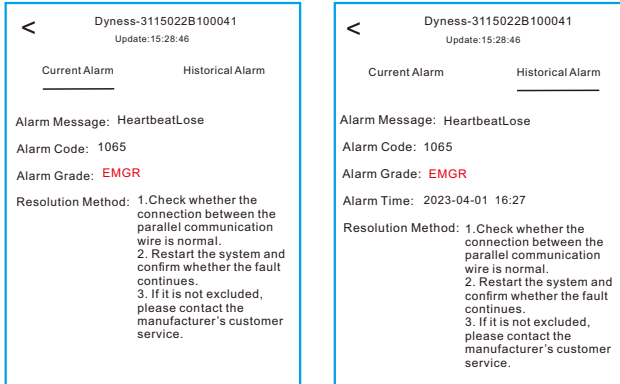 < Dyness-3115022B100041
Update:15:28:46
Current Alarm Historical Alarm
Alarm Message: HeartbeatLose
Alarm Code: 1065
Alarm Grade: EMGR
Resolution Method: 1.Check whether the
connection between the
parallel communication
wire is normal.
2. Restart the system and
confirm whether the fault
continues.
3. If it is not excluded,
please contact the
manufacturer's customer
service.
< Dyness-3115022B100041
Update:15:28:46
Current Alarm Historical Alarm
Alarm Message: HeartbeatLose
Alarm Code: 1065
Alarm Grade: EMGR
Alarm Time: 2023-04-01 16:27
Resolution Method: 1.Check whether the
connection between the
parallel communication
wire is normal.
2. Restart the system and
confirm whether the fault
continues.
3. If it is not excluded,
please contact the
manufacturer's customer
service.